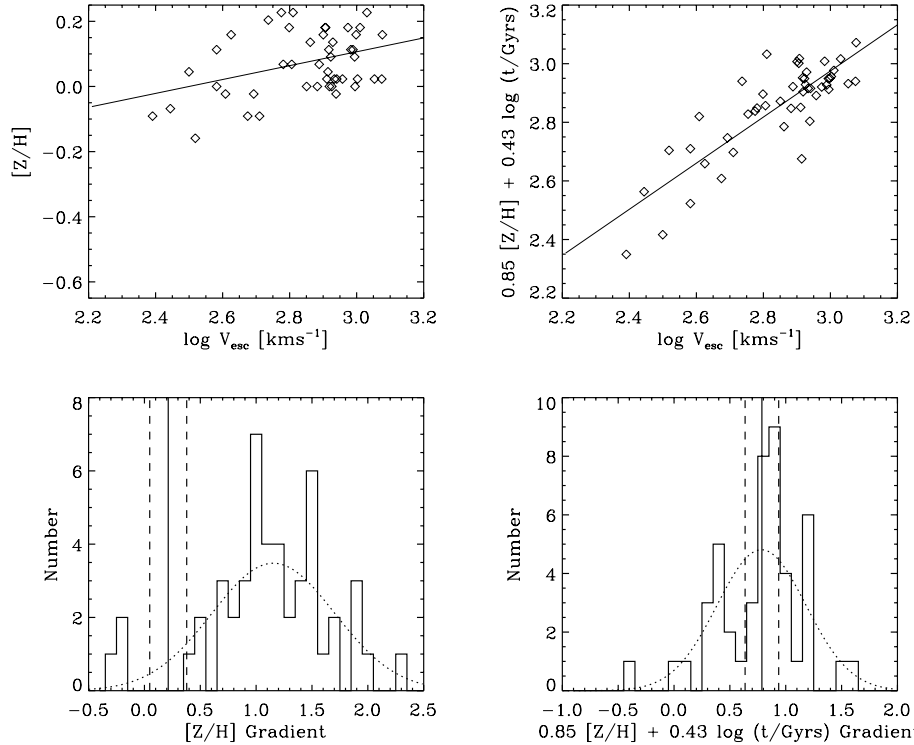 0.2
0.0
−0.2
−0.4
−0.6
[Z/H]
2.2 2.4 2.6 2.8 3.0 3.2
log Vesc [kms−1]
3.2
3.0
2.8
2.6
2.4
2.2
0.85 [Z/H] + 0.43 log (t/Gyrs)
2.2 2.4 2.6 2.8 3.0 3.2
log Vesc [kms−1]
8
6
4
2
0
Number
−0.5 0.0 0.5 1.0 1.5 2.0 2.5
[Z/H] Gradient
10
8
6
4
2
0
Number
−1.0 −0.5 0.0 0.5 1.0 1.5 2.0
0.85 [Z/H] + 0.43 log (t/Gyrs) Gradien